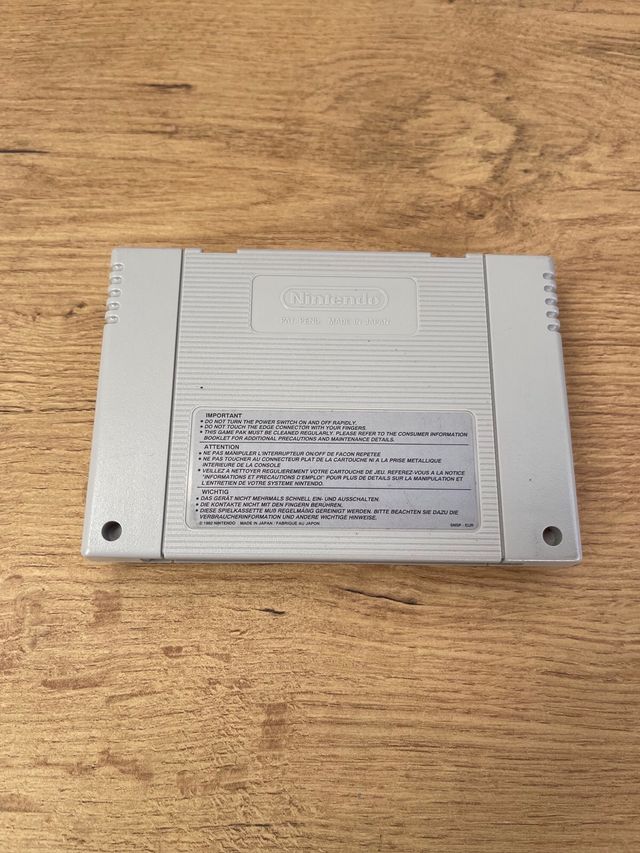 Nintendo
PAT. PEND. MADE IN JAPAN
IMPORTANT
• DO NOT TURN THE POWER SWITCH ON AND OFF RAPIDLY.
• DO NOT TOUCH THE EDGE CONNECTOR WITH YOUR FINGERS.
• THIS GAME PAK MUST BE CLEANED REGULARLY. PLEASE REFER TO THE CONSUMER INFORMATION
BOOKLET FOR ADDITIONAL PRECAUTIONS AND MAINTENANCE DETAILS.
ATTENTION
• NE PAS MANIPULER L'INTERRUPTEUR ON-OFF DE FACON REPETEE
• NE PAS TOUCHER AU CONNECTEUR PLAT DE LA CARTOUCHE NI A LA PRISE METALLIQUE
INTERIEURE DE LA CONSOLE
• VEILLEZ A NETTOYER REGULIEREMENT VOTRE CARTOUCHE DE JEU. REFEREZ-VOUS A LA NOTICE
"INFORMATIONS ET PRECAUTIONS D'EMPLOI" POUR PLUS DE DETAILS SUR LA MANIPULATION ET
L'ENTRETIEN DE VOTRE SYSTEME NINTENDO.
WICHTIG
• DAS GERÄT NICHT MEHRMALS SCHNELL EIN- UND AUSSCHALTEN.
• DIE KONTAKTE NICHT MIT DEN FINGERN BERÜHREN.
• DIESE SPIELKASSETTE MUß REGELMÄßIG GEREINIGT WERDEN. BITTE BEACHTEN SIE DAZU DIE
VERBRAUCHERINFORMATION UND ANDERE WICHTIGE HINWEISE.
© 1992 NINTENDO MADE IN JAPAN / FABRIQUE AU JAPON SNSP - EUR